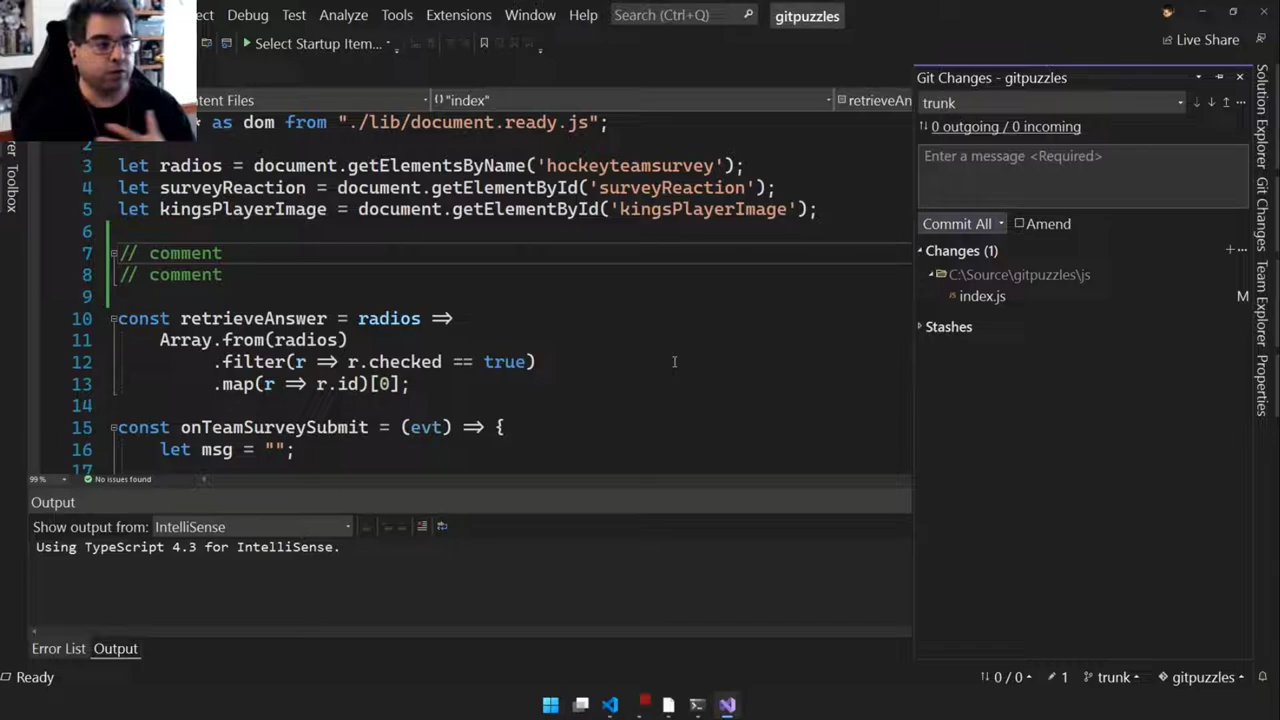 ct Debug Test Analyze Tools Extensions Window Help Search (Ctrl+Q) gitpuzzles
Select Startup Item... Live Share
Git Changes - gitpuzzles
tent Files "index" retrieveAn
trunk
* as dom from "./lib/document.ready.js";
0 outgoing / 0 incoming
2
3 let radios = document.getElementsByName('hockeyteamsurvey');
4 let surveyReaction = document.getElementById('surveyReaction');
5 let kingsPlayerImage = document.getElementById('kingsPlayerImage');
6
7 // comment
8 // comment
9
10 const retrieveAnswer = radios ⇒
11 Array.from(radios)
12 .filter(r ⇒ r.checked == true)
13 .map(r ⇒ r.id)[0];
14
15 const onTeamSurveySubmit = (evt) ⇒ {
16 let msg = "";
17
Enter a message <Required>
Commit All Amend
Changes (1)
C:\Source\gitpuzzles\js
index.js M
Stashes
er Toolbox
Solution Explorer Git Changes Team Explorer Properties
99 % No issues found
Output
Show output from: IntelliSense
Using TypeScript 4.3 for IntelliSense.
Error List Output
Ready 0 / 0 1 trunk gitpuzzles